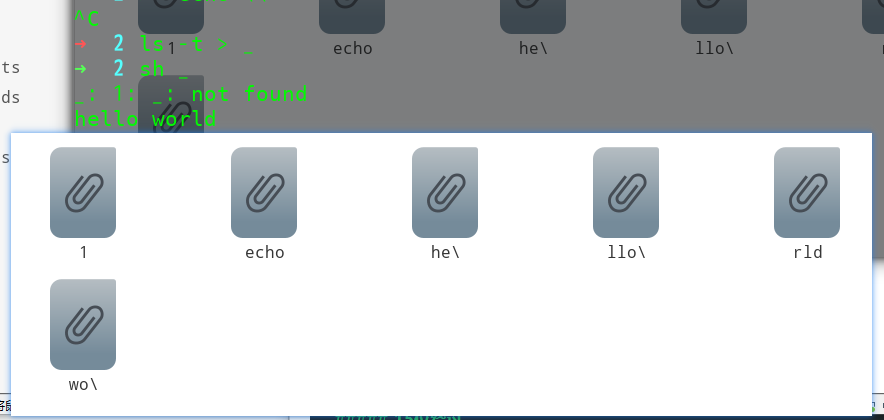 ^C
1 echo he\ llo\
→ 2 ls -t > _
→ 2 sh _
_: 1: _: not found
hello world
ts
ds
s
1 echo he\ llo\ rld
wo\